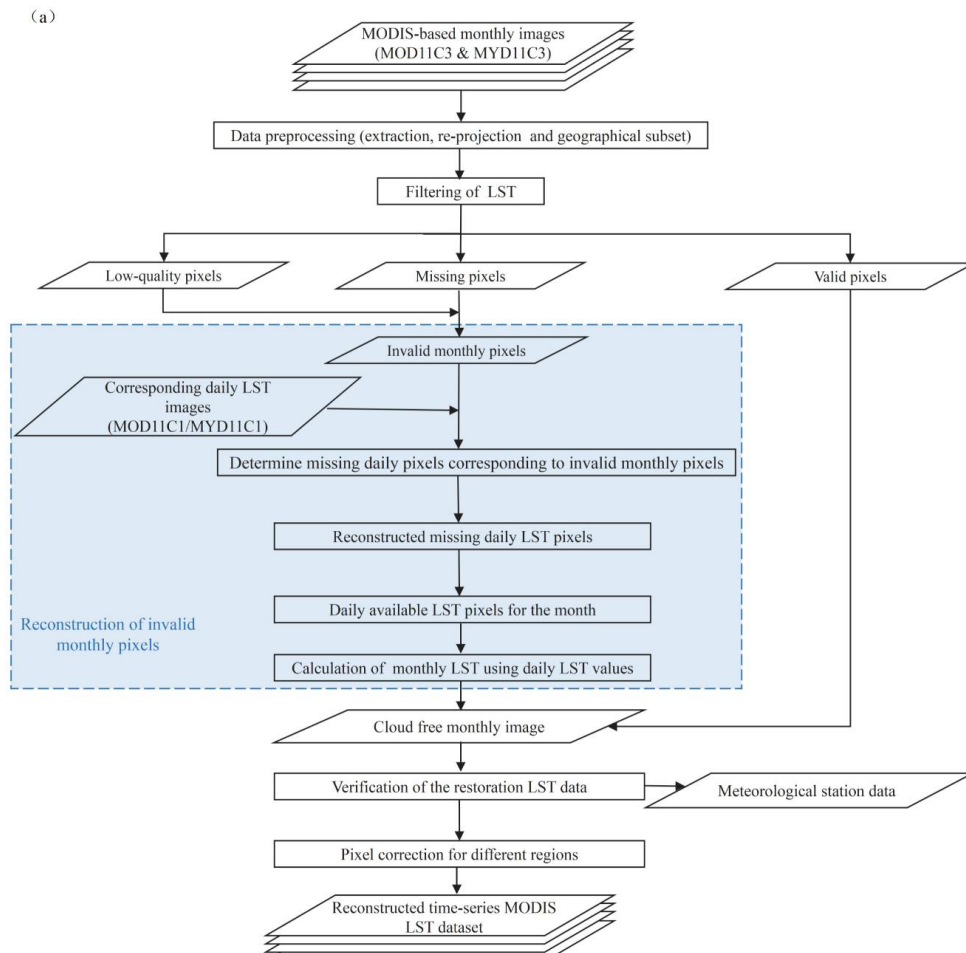 （a）
MODIS-based monthly images
(MOD11C3 & MYD11C3)
Data preprocessing (extraction, re-projection and geographical subset)
Filtering of LST
Low-quality pixels
Missing pixels
Valid pixels
Invalid monthly pixels
Corresponding daily LST
images
(MOD11C1/MYD11C1)
Determine missing daily pixels corresponding to invalid monthly pixels
Reconstructed missing daily LST pixels
Daily available LST pixels for the month
Reconstruction of invalid
monthly pixels
Calculation of monthly LST using daily LST values
Cloud free monthly image
Verification of the restoration LST data
Meteorological station data
Pixel correction for different regions
Reconstructed time-series MODIS
LST dataset